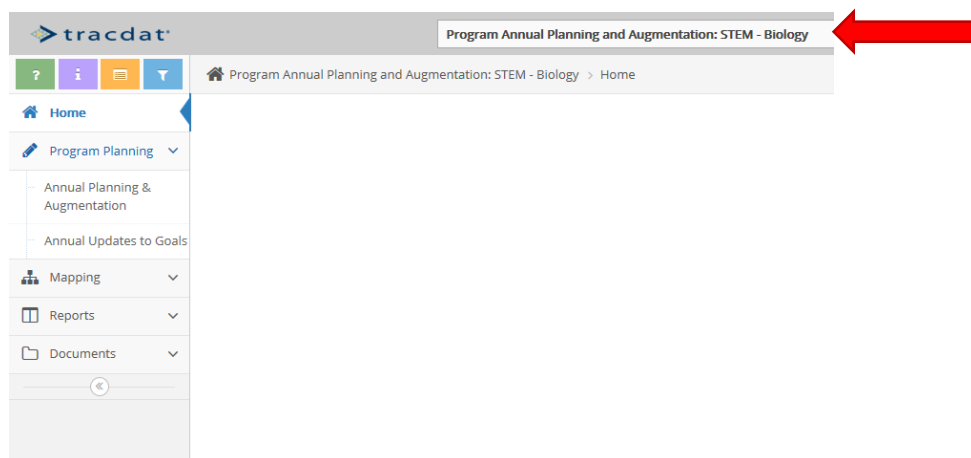 tracdat
Program Annual Planning and Augmentation: STEM - Biology
? i
Program Annual Planning and Augmentation: STEM - Biology > Home
Home
Program Planning
Annual Planning &
Augmentation
Annual Updates to Goals
Mapping
Reports
Documents